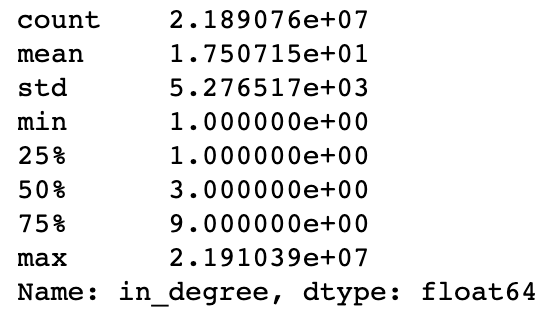 count 2.189076e+07
mean 1.750715e+01
std 5.276517e+03
min 1.000000e+00
25% 1.000000e+00
50% 3.000000e+00
75% 9.000000e+00
max 2.191039e+07
Name: in_degree, dtype: float64